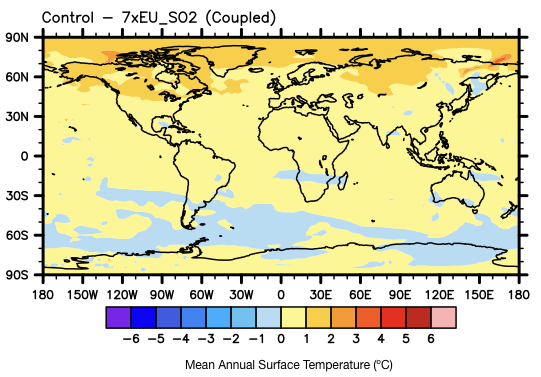 Control – 7xEU_SO2 (Coupled)
90N
60N
30N
0
30S
60S
90S
180 150W 120W 90W 60W 30W 0 30E 60E 90E 120E 150E 180
−6 −5 −4 −3 −2 −1 0 1 2 3 4 5 6
Mean Annual Surface Temperature (ºC)